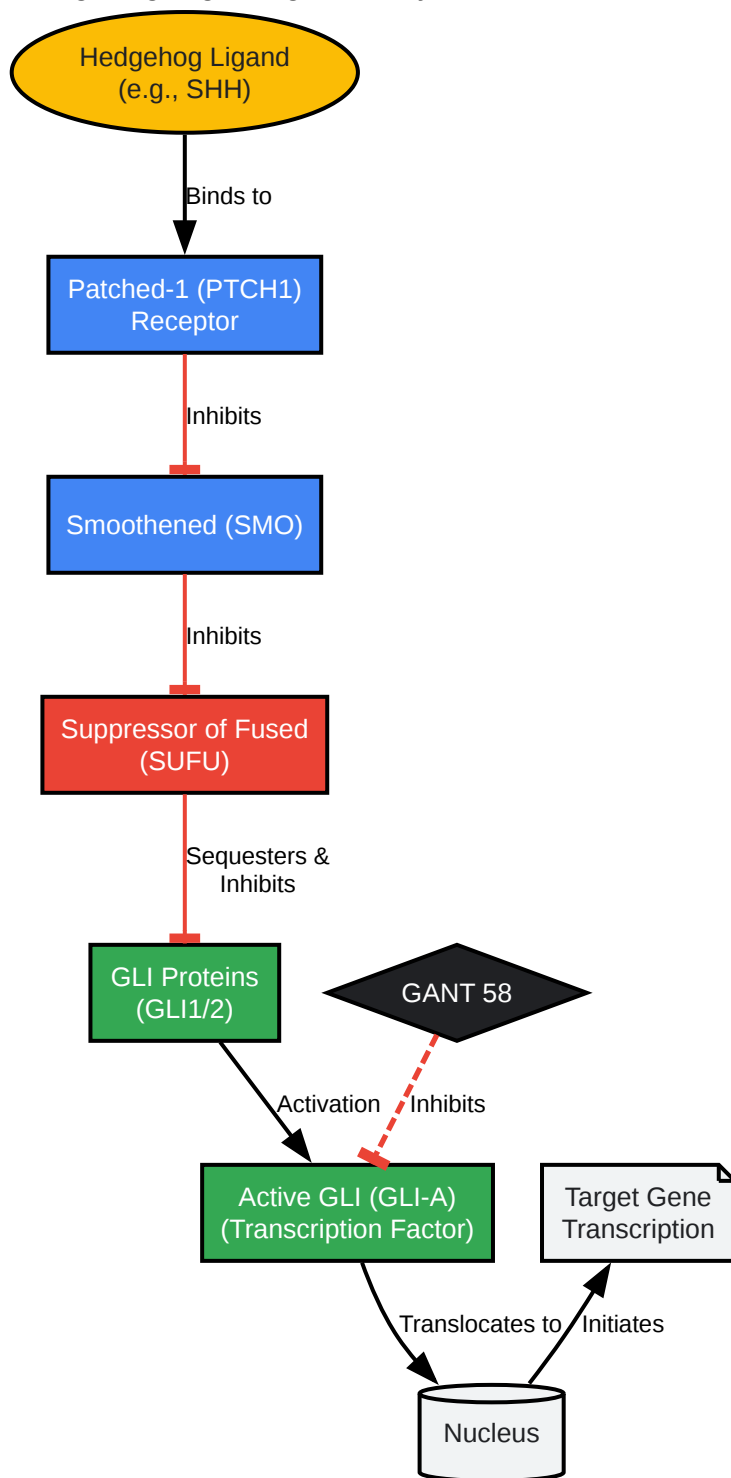 Hedgehog Ligand
(e.g., SHH)
Binds to
Patched-1 (PTCH1)
Receptor
Inhibits
Smoothened (SMO)
Inhibits
Suppressor of Fused
(SUFU)
Sequesters &
Inhibits
GLI Proteins
(GLI1/2)
GANT 58
Activation
Inhibits
Active GLI (GLI-A)
(Transcription Factor)
Target Gene
Transcription
Translocates to
Initiates
Nucleus